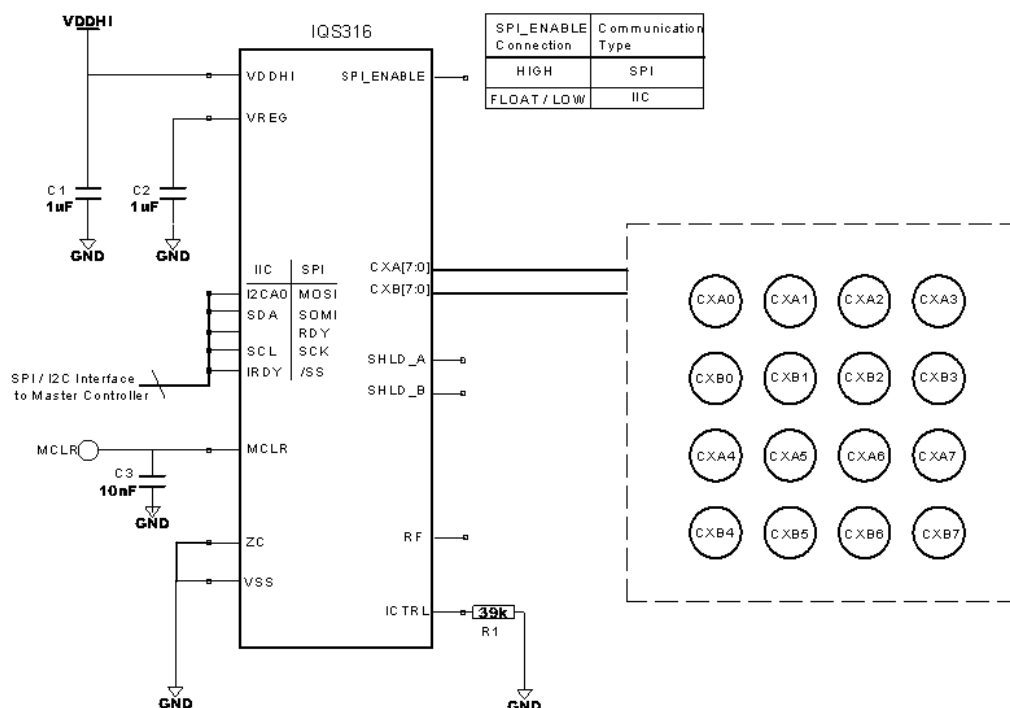 VDDHI
IQS316
SPI_ENABLE Connection
Communication Type
HIGH
SPI
FLOAT / LOW
IIC
VDDHI
SPI_ENABLE
VREG
C1
1uF
C2
1uF
GND
GND
IIC
SPI
CXA[7:0]
CXB[7:0]
I2CA0
MOSI
SDA
SOMI
RDY
SCL
SCK
IRDY
/SS
SHLD_A
SHLD_B
SPI / I2C Interface
to Master Controller
MCLR
MCLR
C3
10nF
GND
ZC
VSS
RF
ICTRL
39k
R1
GND
GND
CXA0 CXA1 CXA2 CXA3
CXB0 CXB1 CXB2 CXB3
CXA4 CXA5 CXA6 CXA7
CXB4 CXB5 CXB6 CXB7